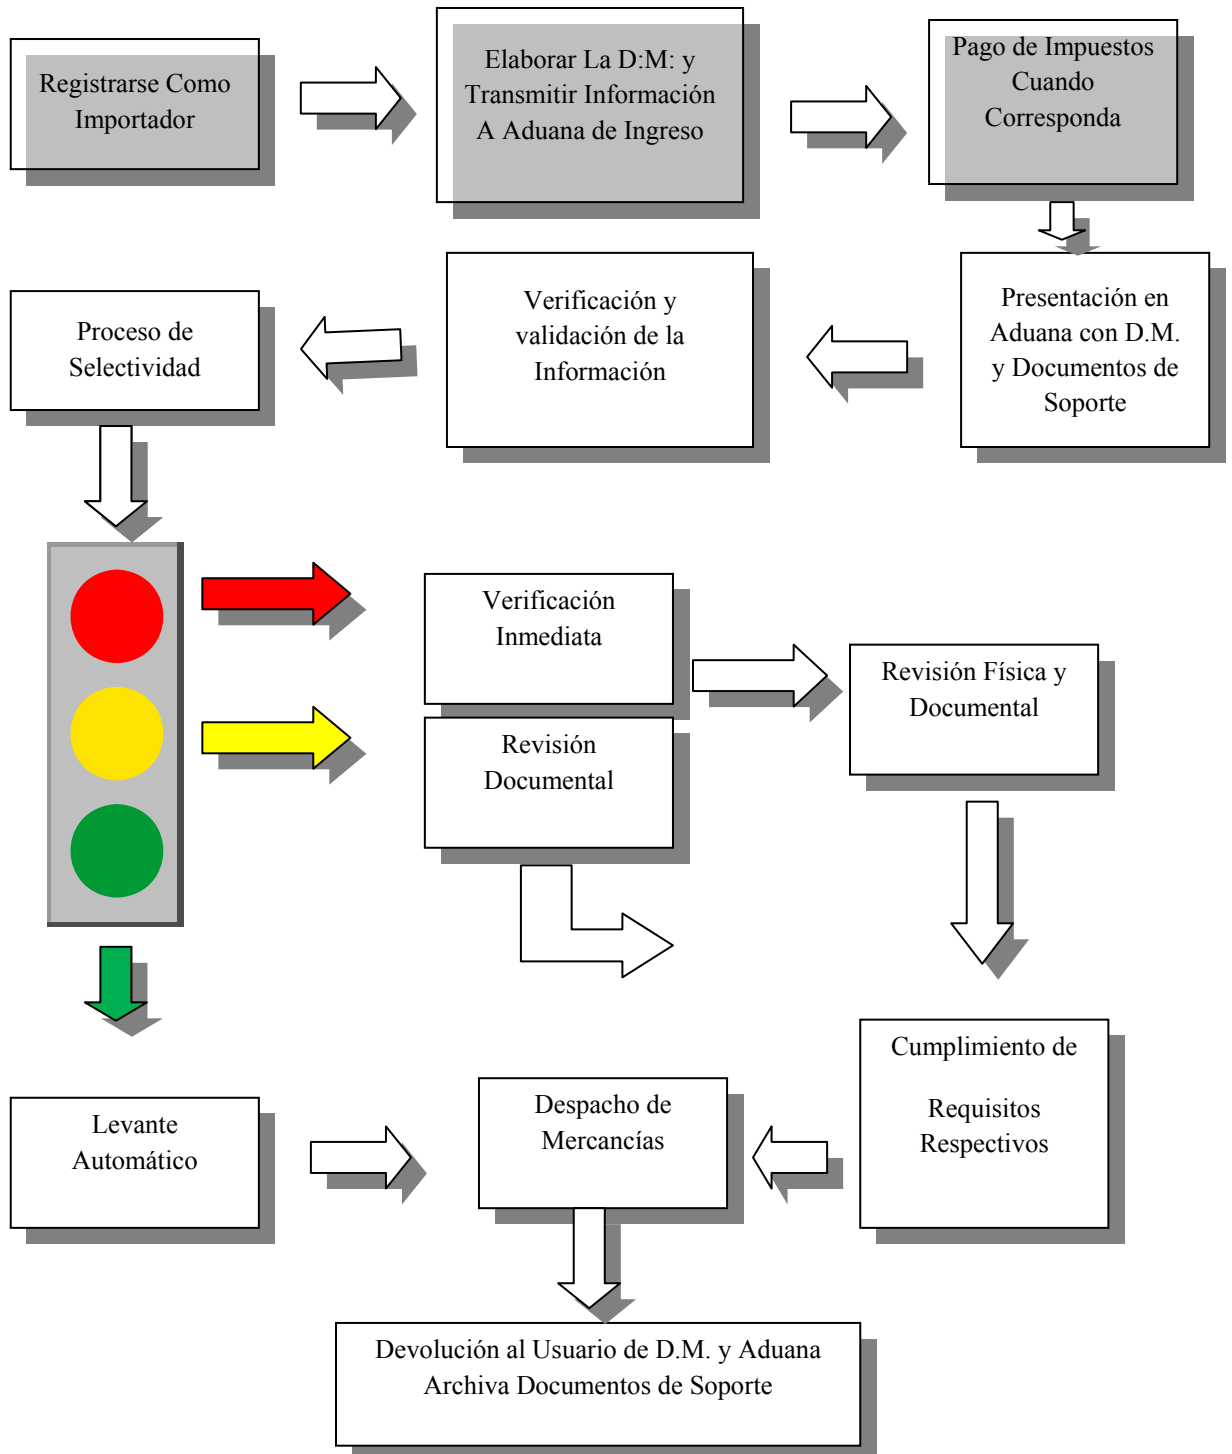 Registrarse Como
Importador
Elaborar La D:M: y
Transmitir Información
A Aduana de Ingreso
Pago de Impuestos
Cuando
Corresponda
Presentación en
Aduana con D.M.
y Documentos de
Soporte
Verificación y
validación de la
Información
Proceso de
Selectividad
Verificación
Inmediata
Revisión
Documental
Revisión Física y
Documental
Cumplimiento de
Requisitos
Respectivos
Levante
Automático
Despacho de
Mercancías
Devolución al Usuario de D.M. y Aduana
Archiva Documentos de Soporte